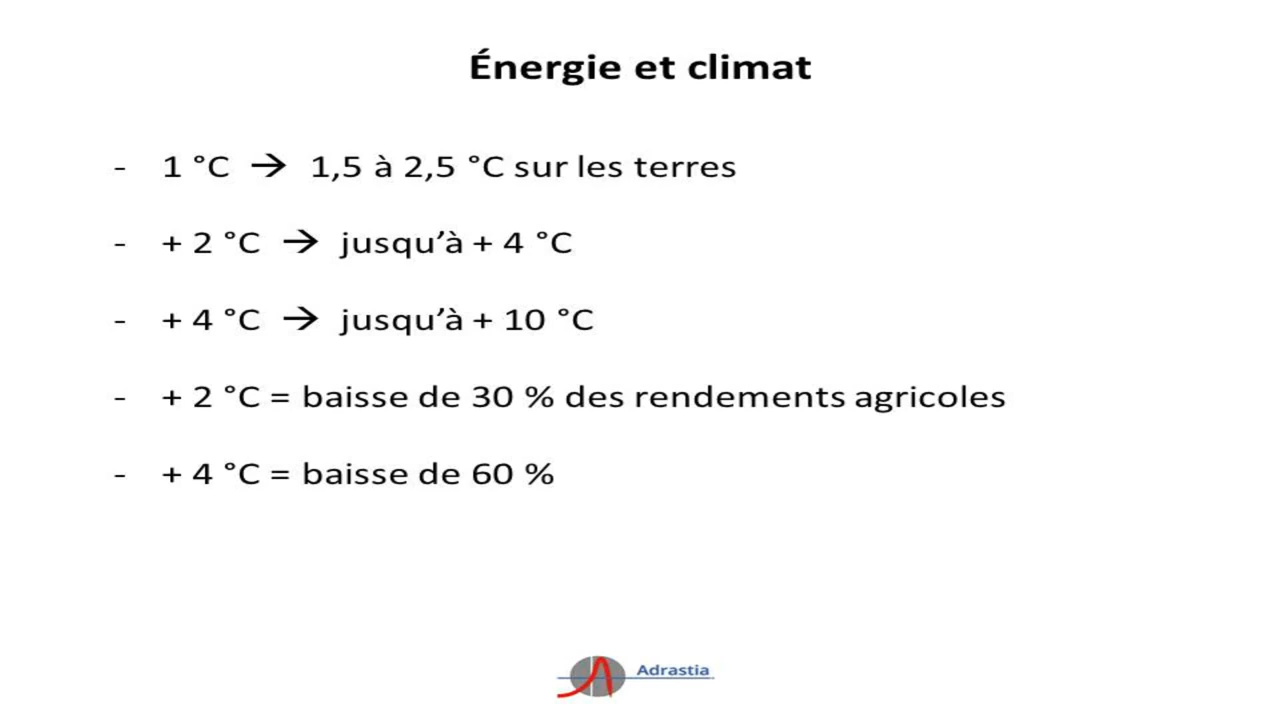 Énergie et climat
- 1 °C → 1,5 à 2,5 °C sur les terres
- + 2 °C → jusqu’à + 4 °C
- + 4 °C → jusqu’à + 10 °C
- + 2 °C = baisse de 30 % des rendements agricoles
- + 4 °C = baisse de 60 %
Adrastia